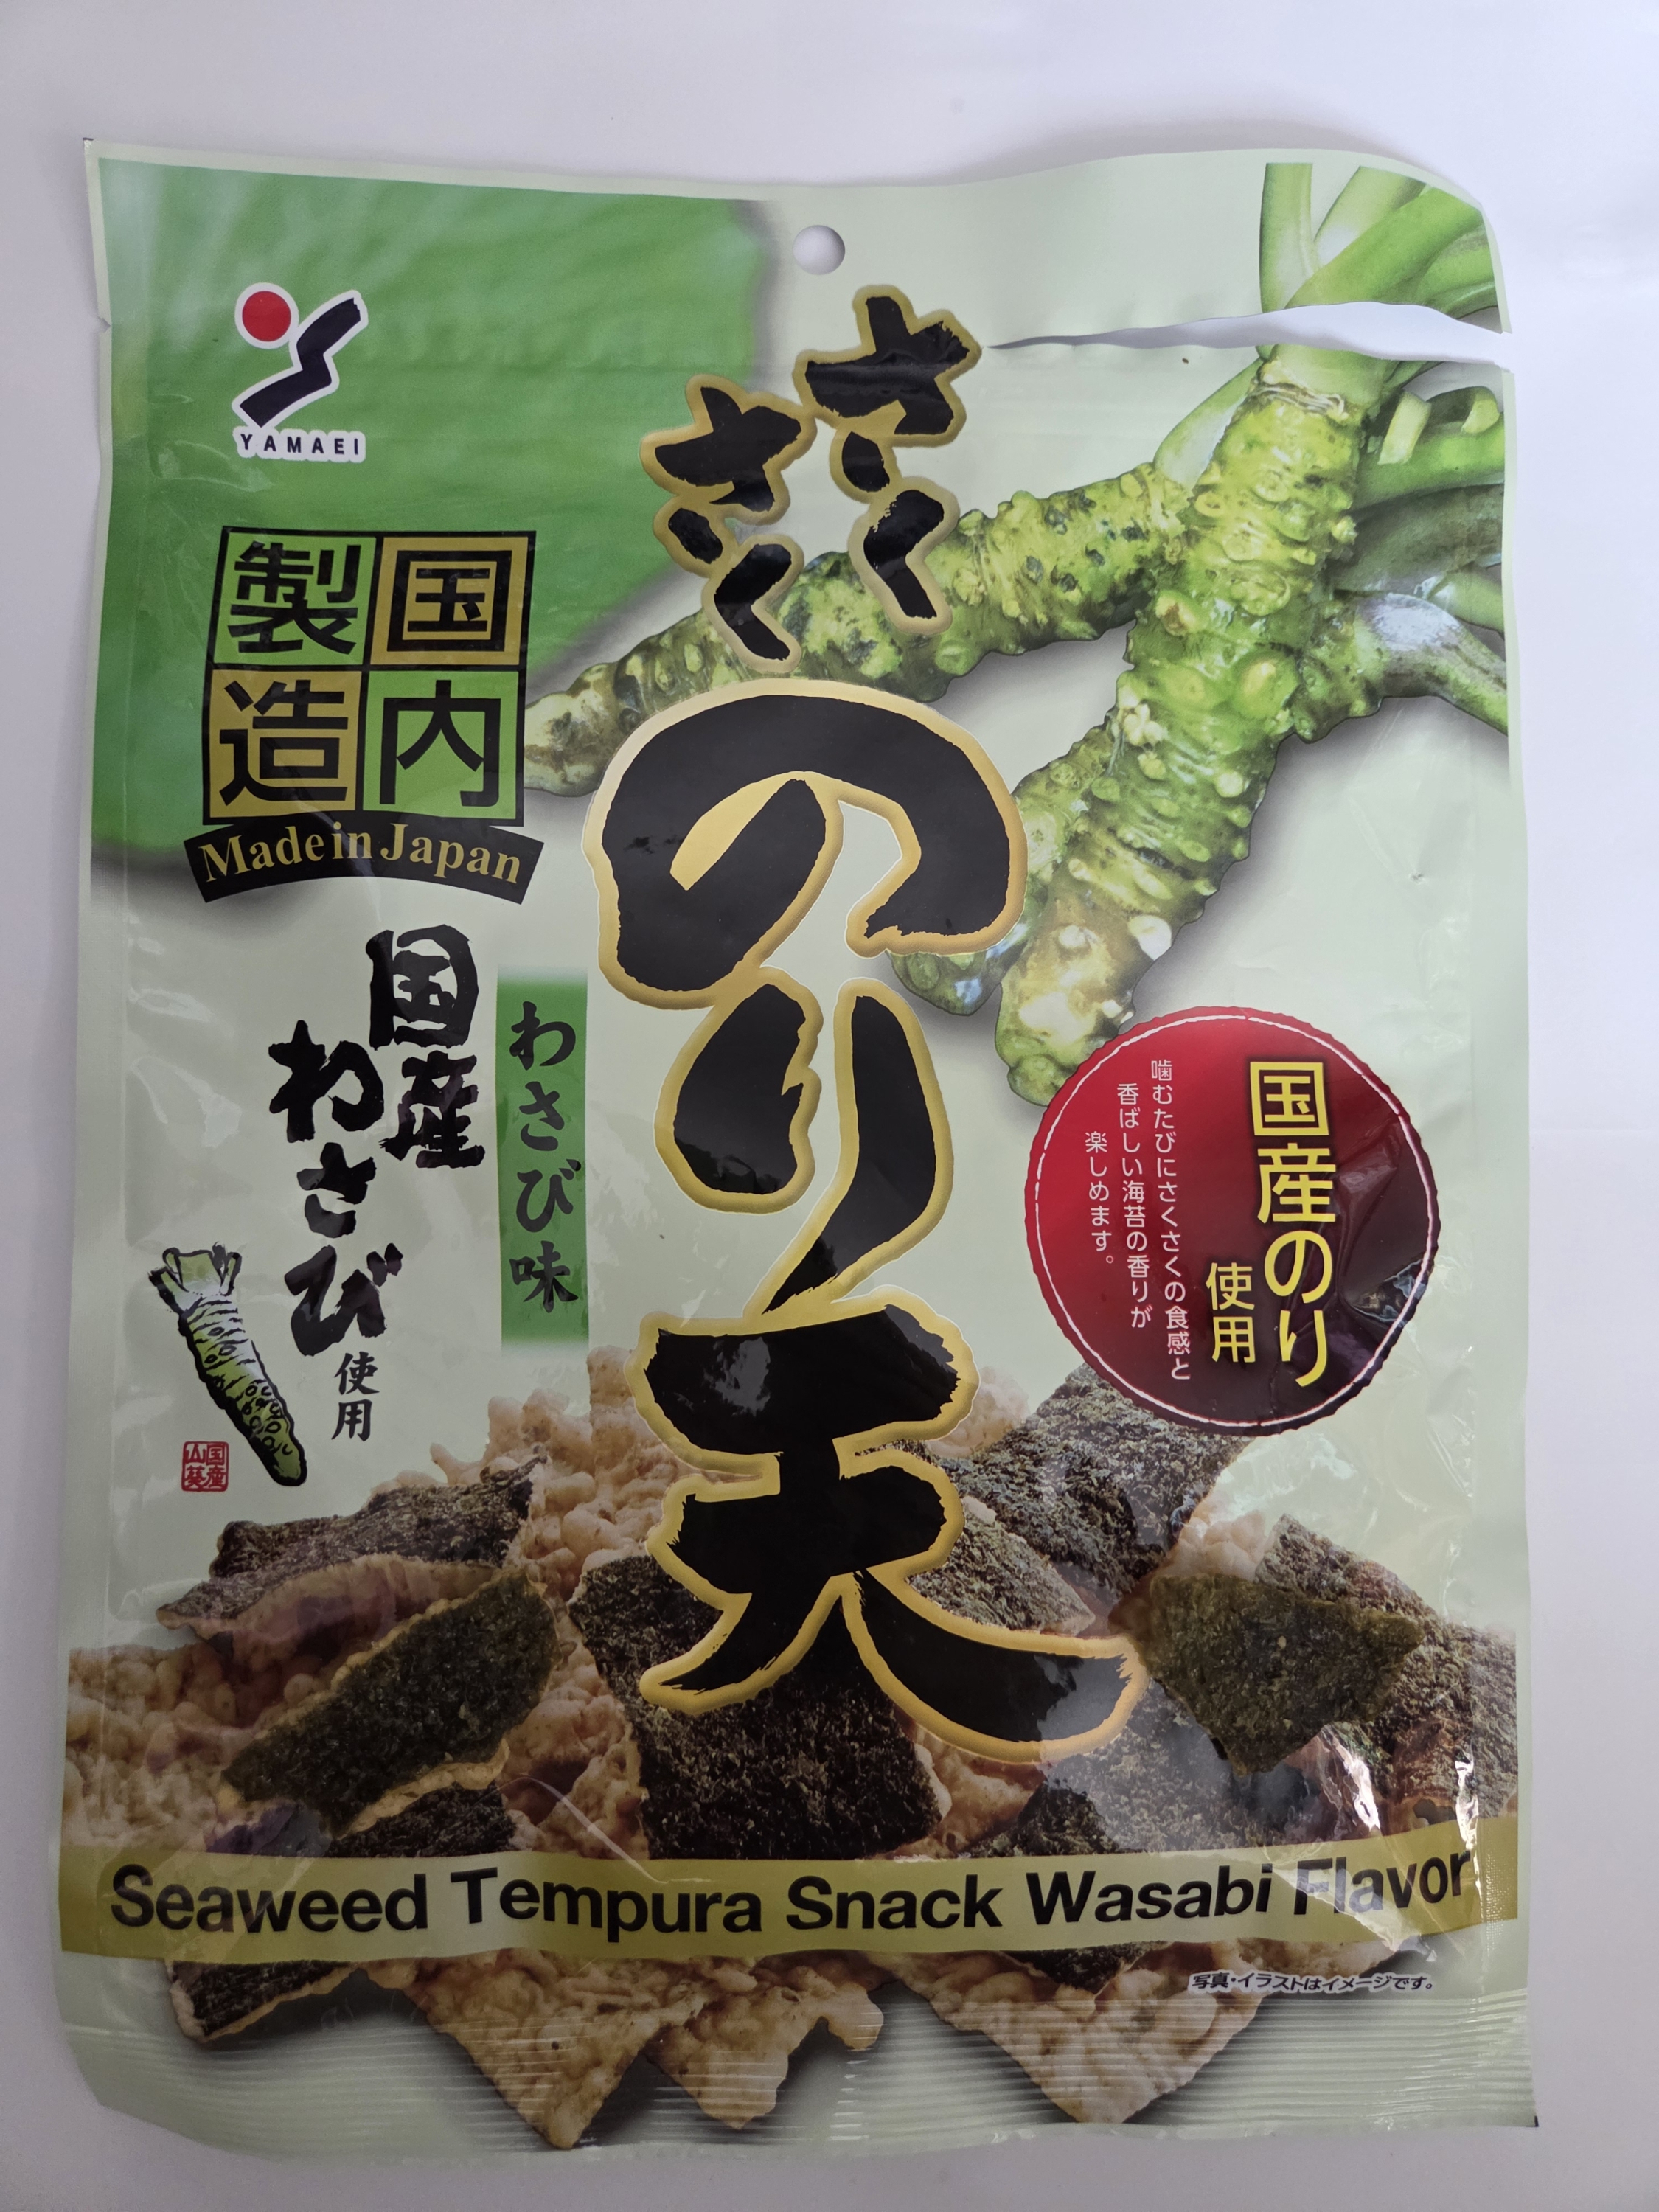 YAMAEI
さくさく
のり天
国内
製造
Made in Japan
国産
わさび
使用
わさび味
国産
山葵
国産のり
使用
噛むたびにさくさくの食感と
香ばしい海苔の香りが
楽しめます。
Seaweed Tempura Snack Wasabi Flavor
写真・イラストはイメージです。